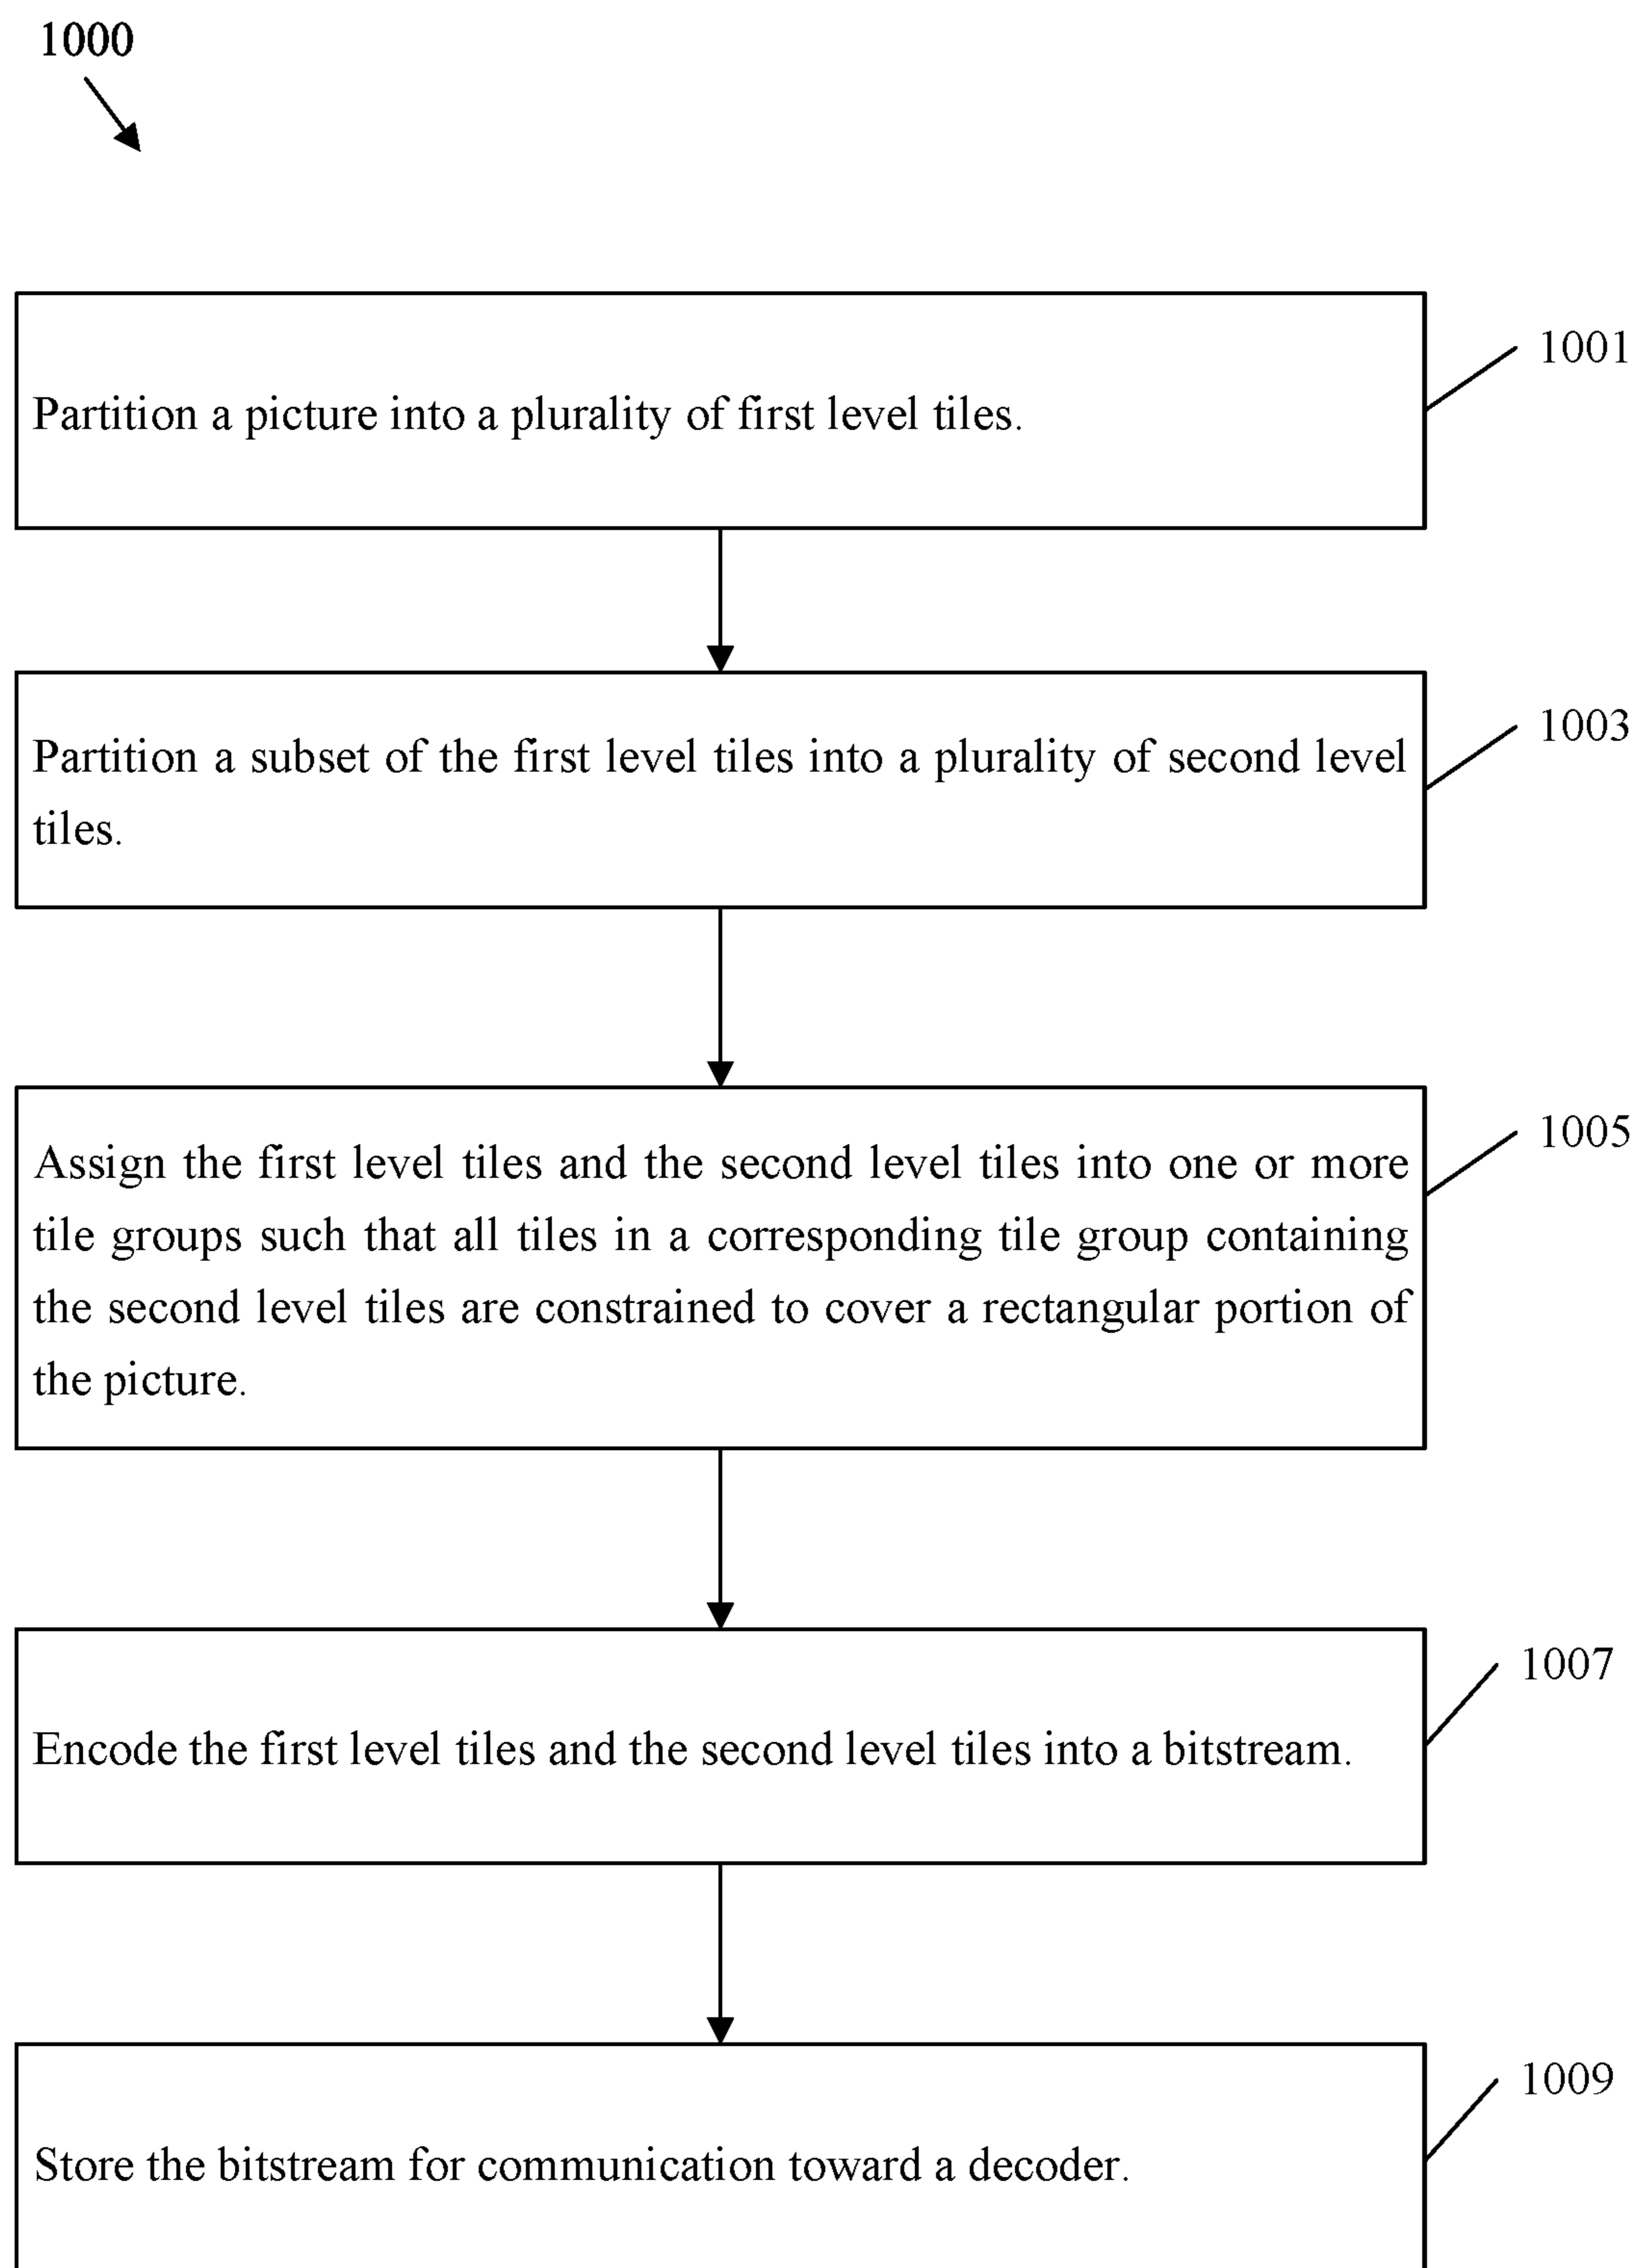 1000
Partition a picture into a plurality of first level tiles.
1001
Partition a subset of the first level tiles into a plurality of second level
tiles.
1003
Assign the first level tiles and the second level tiles into one or more
tile groups such that all tiles in a corresponding tile group containing
the second level tiles are constrained to cover a rectangular portion of
the picture.
1005
Encode the first level tiles and the second level tiles into a bitstream.
1007
Store the bitstream for communication toward a decoder.
1009